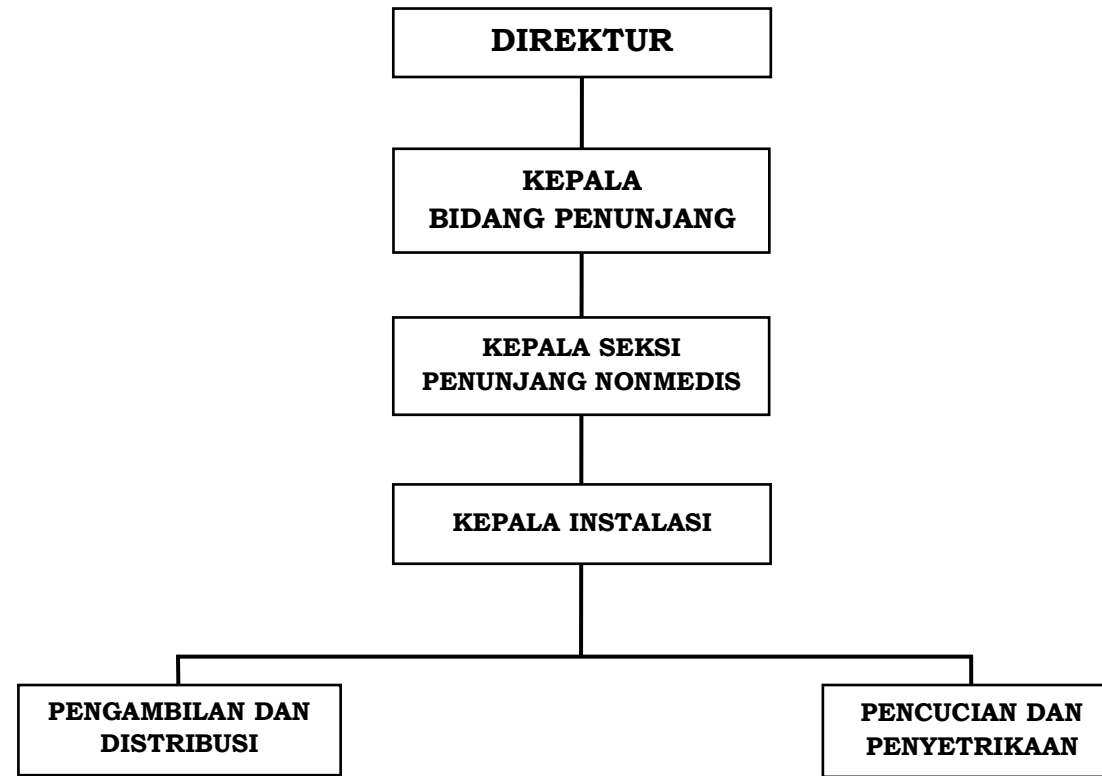 DIREKTUR
KEPALA
BIDANG PENUNJANG
KEPALA SEKSI
PENUNJANG NONMEDIS
KEPALA INSTALASI
PENGAMBILAN DAN
DISTRIBUSI
PENCUCIAN DAN
PENYETRIKAAN